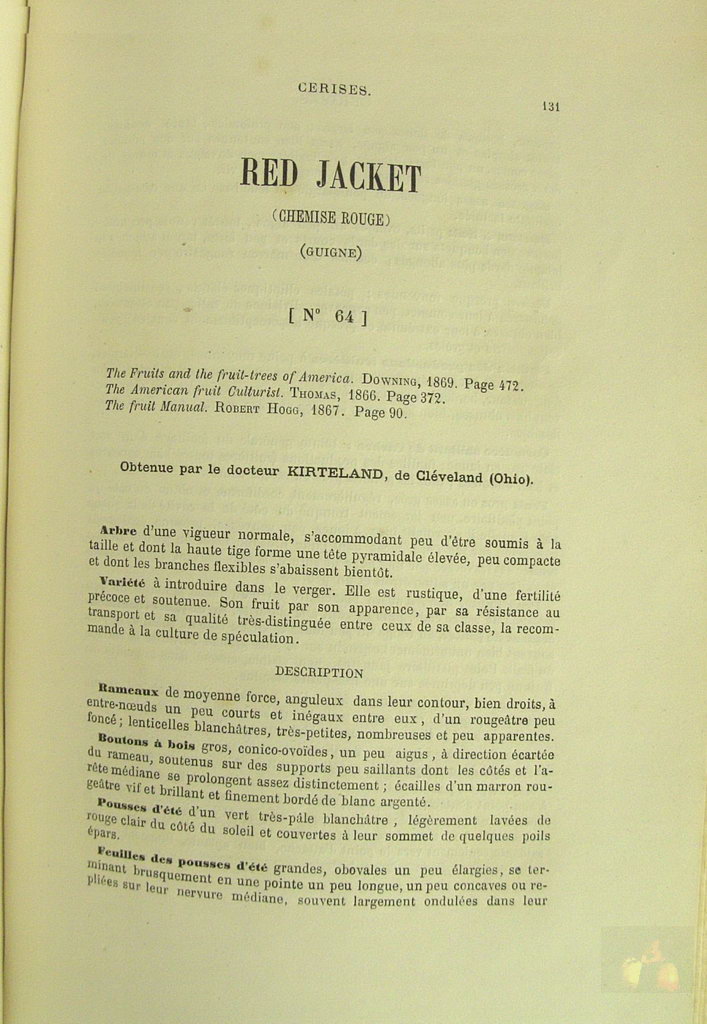 CERISES.
131
RED JACKET
(CHEMISE ROUGE)
(GUIGNE)
[ N° 64 ]
The Fruits and the fruit-trees of America. DOWNING, 1869. Page 472.
The American fruit Culturist. THOMAS, 1866. Page 372.
The fruit Manual. ROBERT HOGG, 1867. Page 90.
Obtenue par le docteur KIRTELAND, de Cléveland (Ohio).
Arbre d'une vigueur normale, s'accommodant peu d'être soumis à la
taille et dont la haute tige forme une tête pyramidale élevée, peu compacte
et dont les branches flexibles s'abaissent bientôt.
Variété à introduire dans le verger. Elle est rustique, d'une fertilité
précoce et soutenue. Son fruit par son apparence, par sa résistance au
transport et sa qualité très-distinguée entre ceux de sa classe, la recom-
mande à la culture de spéculation.
DESCRIPTION
Rameaux de moyenne force, anguleux dans leur contour, bien droits, à
entre-nœuds un peu courts et inégaux entre eux, d'un rougeâtre peu
foncé; lenticelles blanchâtres, très-petites, nombreuses et peu apparentes.
Boutons à bois gros, conico-ovoïdes, un peu aigus, à direction écartée
du rameau, soutenus sur des supports peu saillants dont les côtés et l'a-
rête médiane se prolongent assez distinctement; écailles d'un marron rou-
geâtre vif et brillant et finement bordé de blanc argenté.
Pousses d'été d'un vert très-pâle blanchâtre, légèrement lavées de
rouge clair du côté du soleil et couvertes à leur sommet de quelques poils
épars.
Feuilles des pousses d'été grandes, obovales un peu élargies, se ter-
minant brusquement en une pointe un peu longue, un peu concaves ou re-
pliées sur leur nervure médiane, souvent largement ondulées dans leur